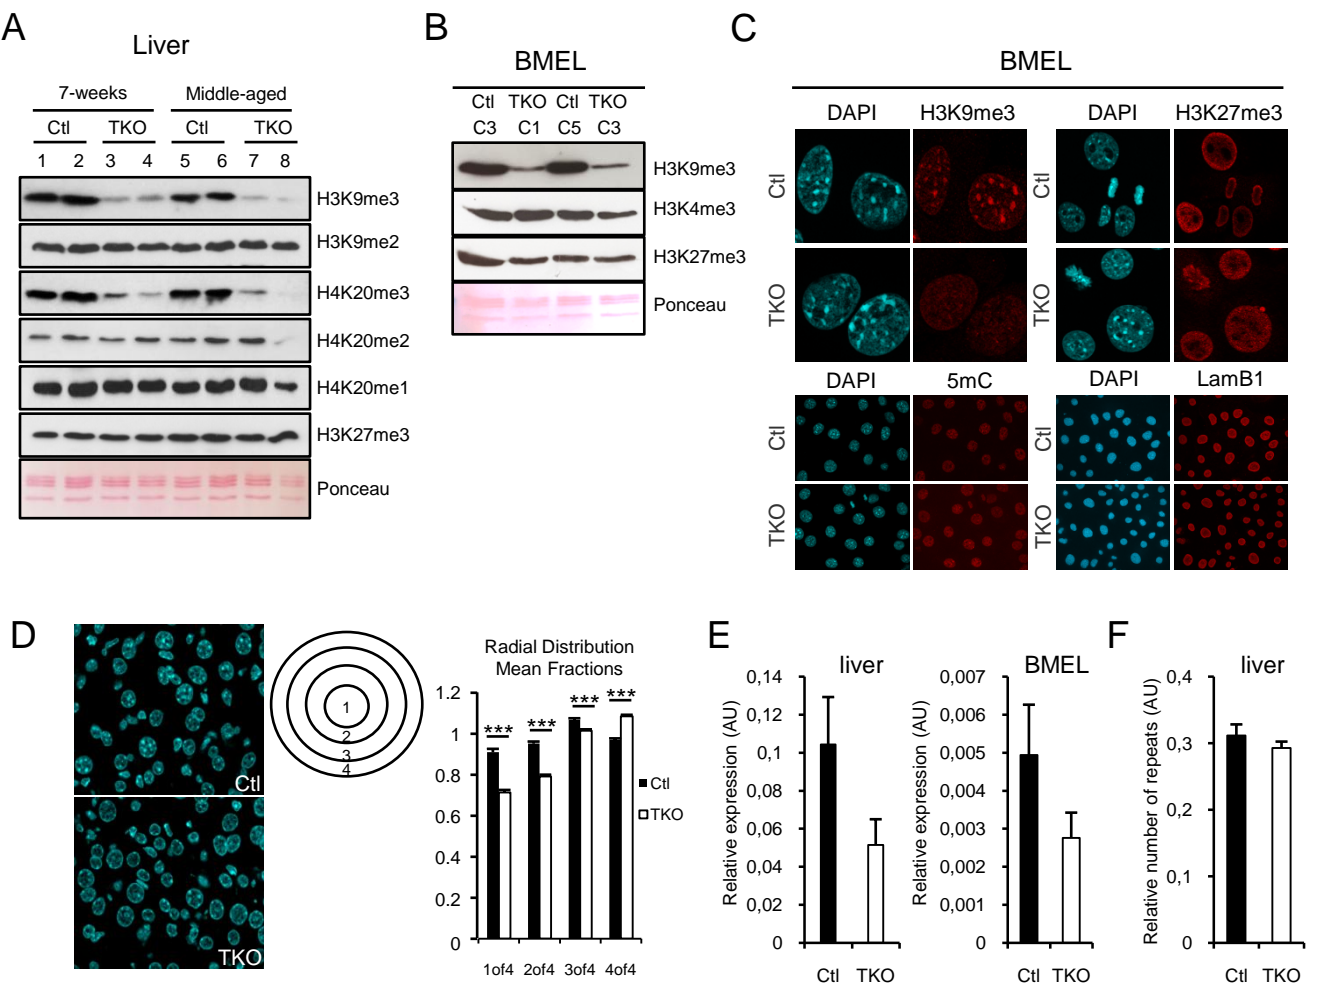 A
Liver
7-weeks Middle-aged
Ctl TKO Ctl TKO
1 2 3 4 5 6 7 8
H3K9me3
H3K9me2
H4K20me3
H4K20me2
H4K20me1
H3K27me3
Ponceau
B
BMEL
Ctl TKO Ctl TKO
C3 C1 C5 C3
H3K9me3
H3K4me3
H3K27me3
Ponceau
C
BMEL
DAPI H3K9me3 DAPI H3K27me3
Ctl Ctl
TKO TKO
DAPI 5mC DAPI LamB1
Ctl Ctl
TKO TKO
D
Ctl
TKO
1
2
3
4
Radial Distribution
Mean Fractions
1.2
1
0.8
0.6
0.4
0.2
0
*** *** *** ***
1of4 2of4 3of4 4of4
Ctl
TKO
E
liver
Relative expression (AU)
0,14
0,12
0,1
0,08
0,06
0,04
0,02
0
Ctl TKO
BMEL
Relative expression (AU)
0,007
0,006
0,005
0,004
0,003
0,002
0,001
0
Ctl TKO
F
liver
Relative number of repeats (AU)
0,4
0,3
0,2
0,1
0
Ctl TKO